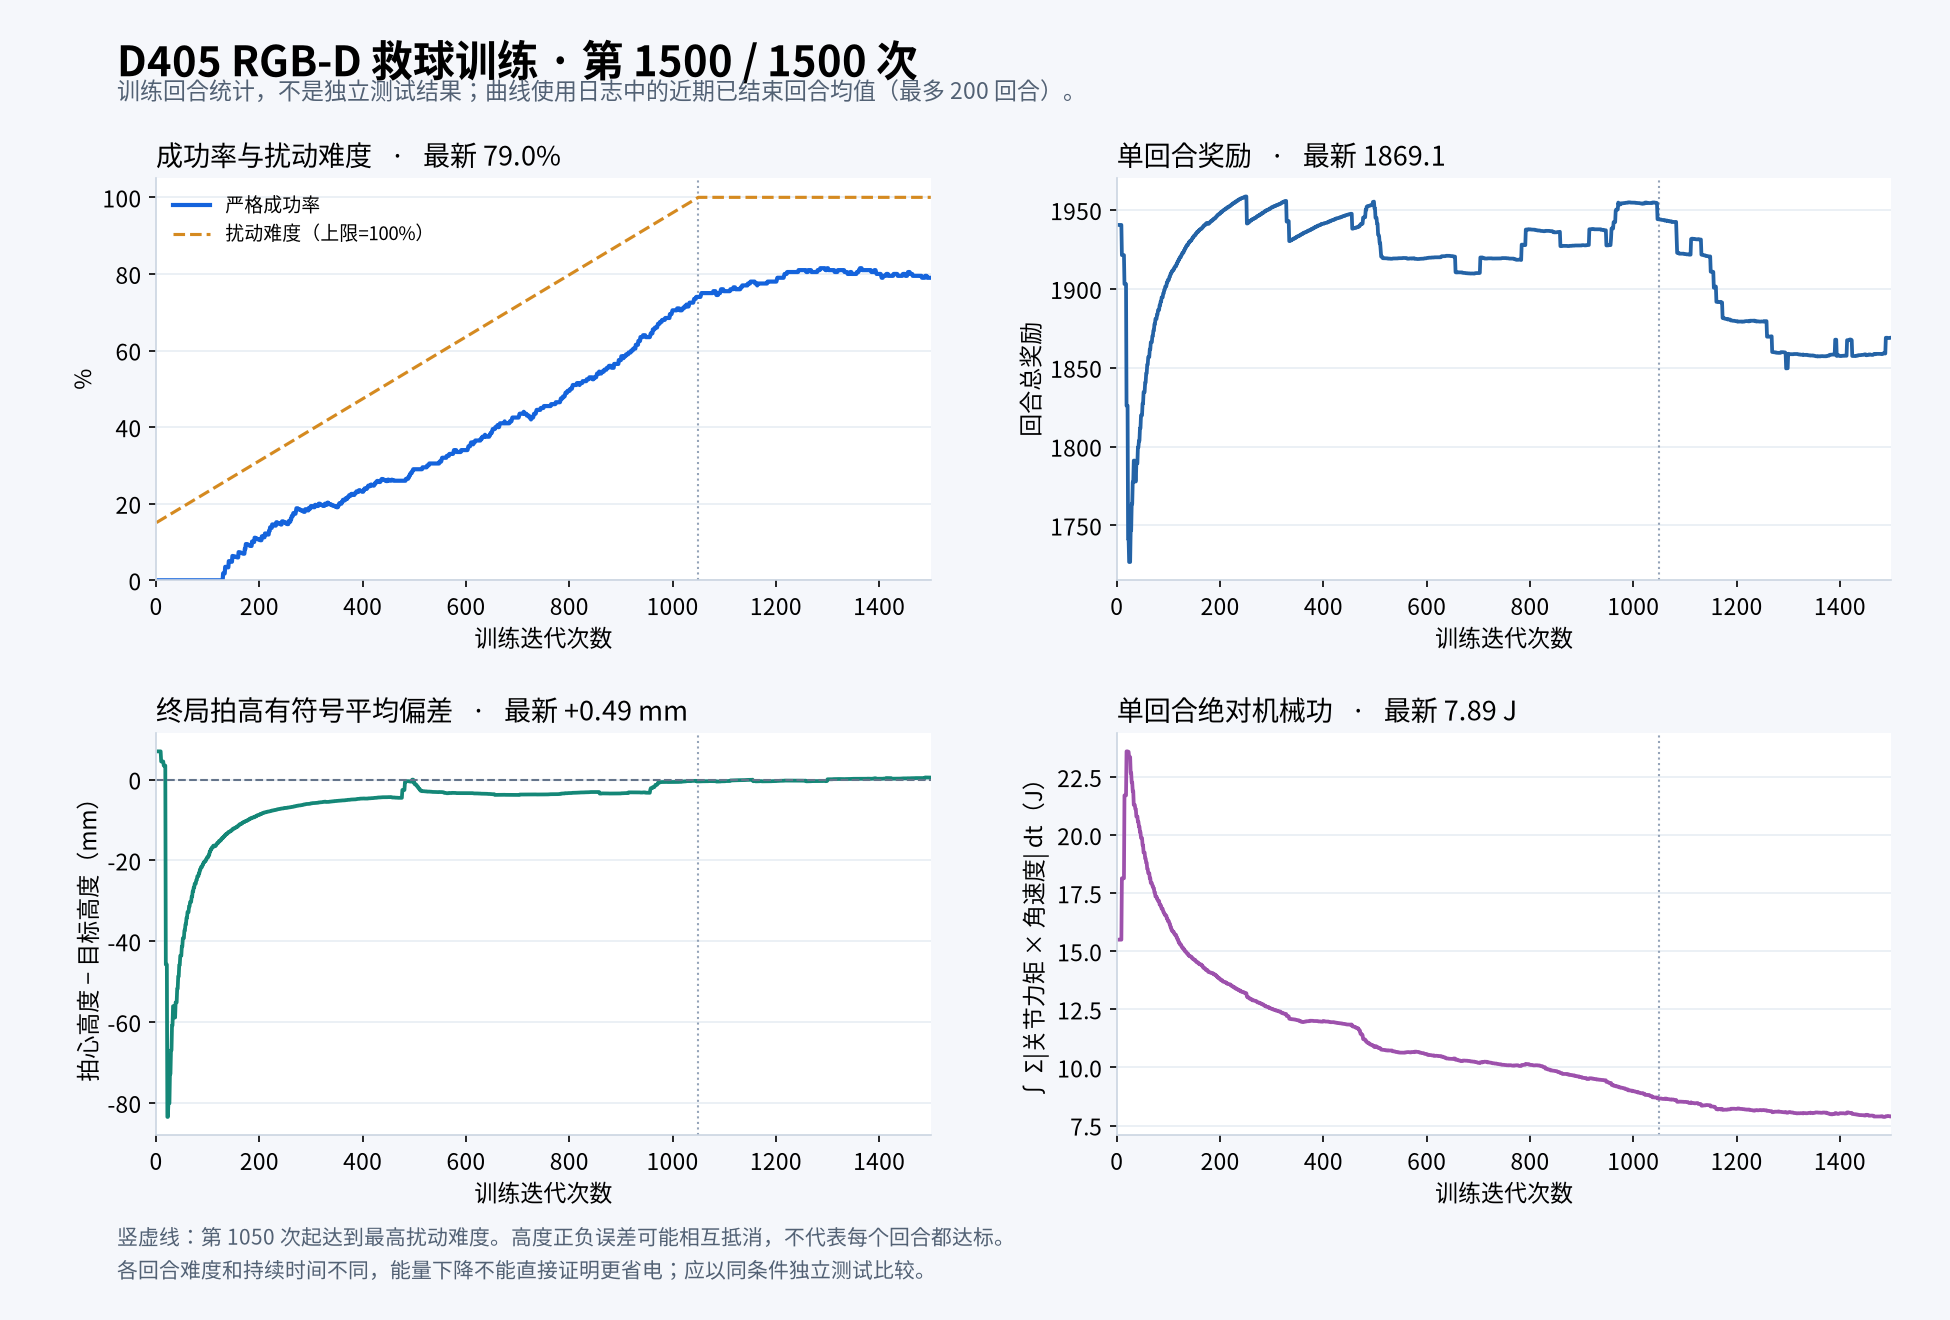 D405 RGB-D 救球训练 · 第 1500 / 1500 次
训练回合统计，不是独立测试结果；曲线使用日志中的近期已结束回合均值（最多 200 回合）。
成功率与扰动难度 · 最新 79.0%
严格成功率
扰动难度（上限=100%）
%
100
80
60
40
20
0
0 200 400 600 800 1000 1200 1400
训练迭代次数
单回合奖励 · 最新 1869.1
回合总奖励
1950
1900
1850
1800
1750
0 200 400 600 800 1000 1200 1400
训练迭代次数
终局拍高有符号平均偏差 · 最新 +0.49 mm
拍心高度 − 目标高度（mm）
0
-20
-40
-60
-80
0 200 400 600 800 1000 1200 1400
训练迭代次数
单回合绝对机械功 · 最新 7.89 J
∫ Σ|关节力矩 × 角速度| dt（J）
22.5
20.0
17.5
15.0
12.5
10.0
7.5
0 200 400 600 800 1000 1200 1400
训练迭代次数
竖虚线：第 1050 次起达到最高扰动难度。高度正负误差可能相互抵消，不代表每个回合都达标。
各回合难度和持续时间不同，能量下降不能直接证明更省电；应以同条件独立测试比较。